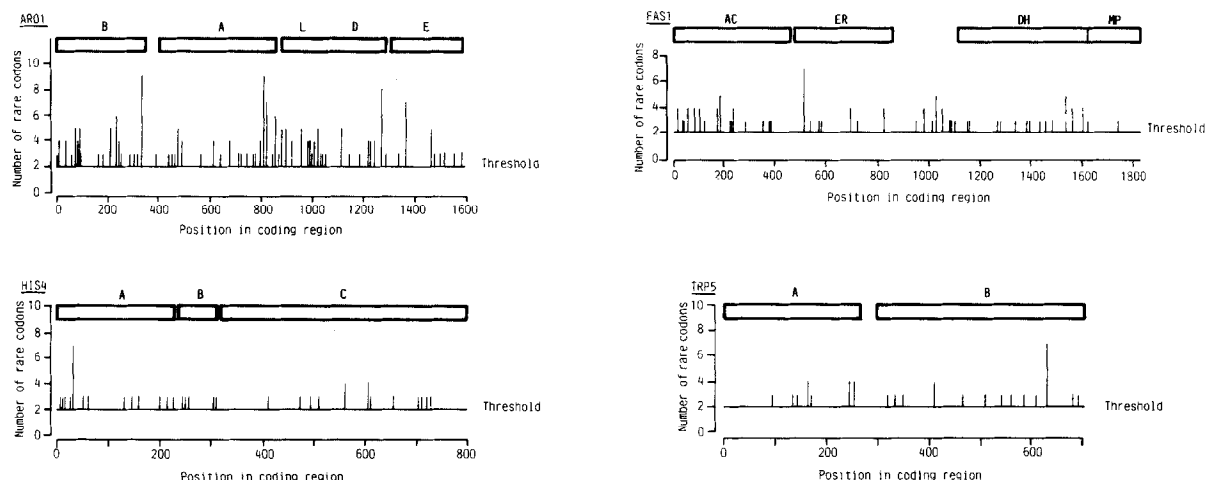 ARO1
B A L D E
Number of rare codons
10
8
6
4
2
0
Threshold
0 200 400 600 800 1000 1200 1400 1600
Position in coding region
FAS1
AC ER DH MP
Number of rare codons
8
6
4
2
0
Threshold
0 200 400 600 800 1000 1200 1400 1600 1800
Position in coding region
HIS4
A B C
Number of rare codons
10
8
6
4
2
0
Threshold
0 200 400 600 800
Position in coding region
TRP5
A B
Number of rare codons
10
8
6
4
2
0
Threshold
0 200 400 600
Position in coding region